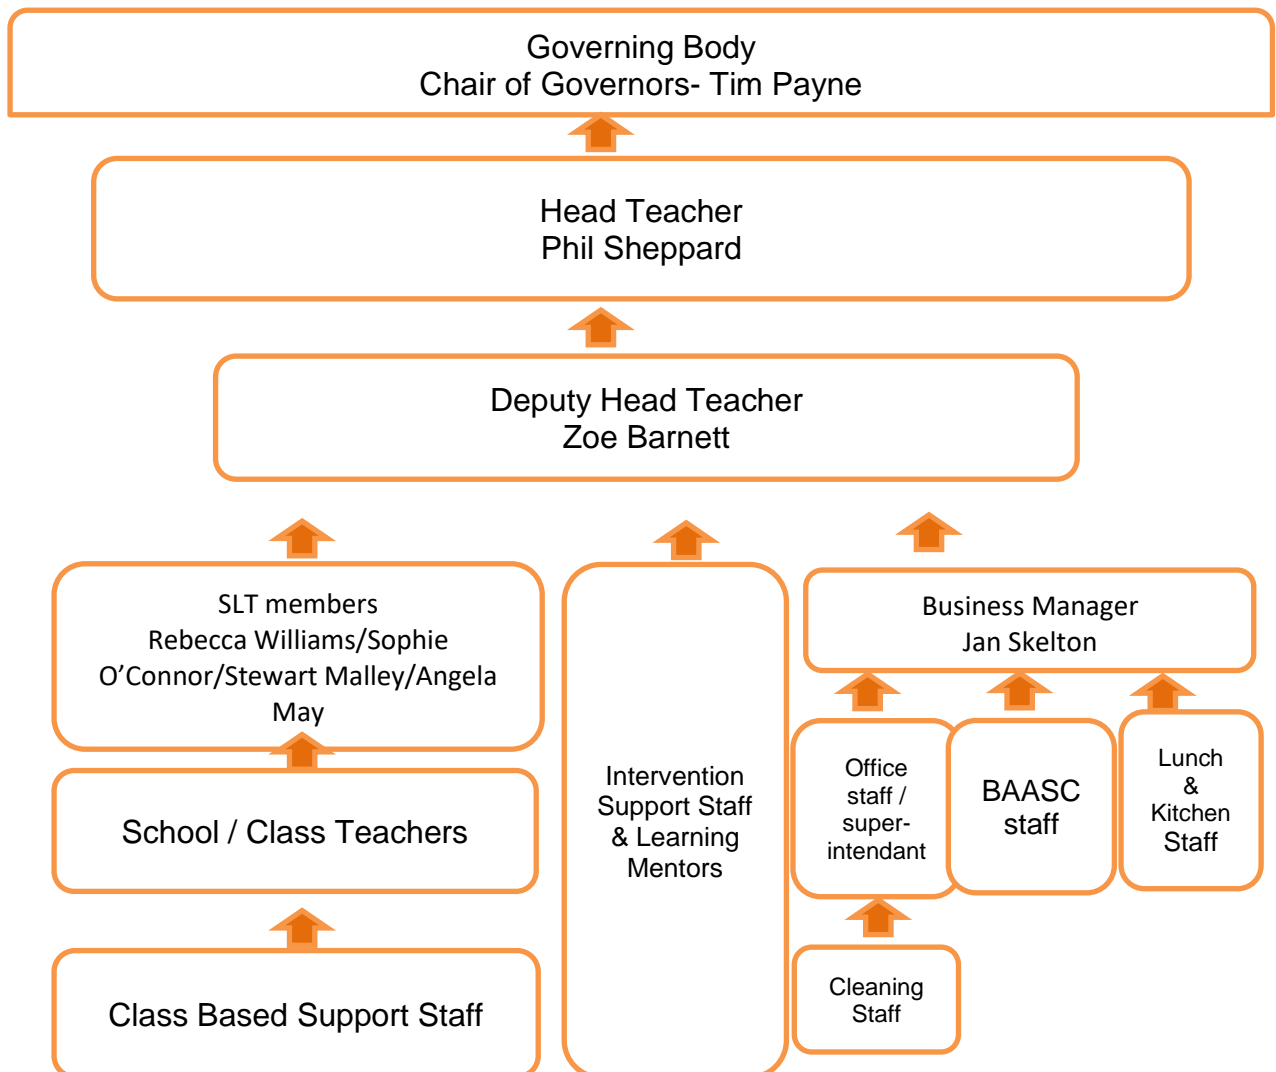 Governing Body
Chair of Governors- Tim Payne
Head Teacher
Phil Sheppard
Deputy Head Teacher
Zoe Barnett
SLT members
Rebecca Williams/Sophie
O’Connor/Stewart Malley/Angela
May
School / Class Teachers
Class Based Support Staff
Intervention
Support Staff
& Learning
Mentors
Business Manager
Jan Skelton
Office
staff /
super-
intendant
BAASC
staff
Lunch
&
Kitchen
Staff
Cleaning
Staff